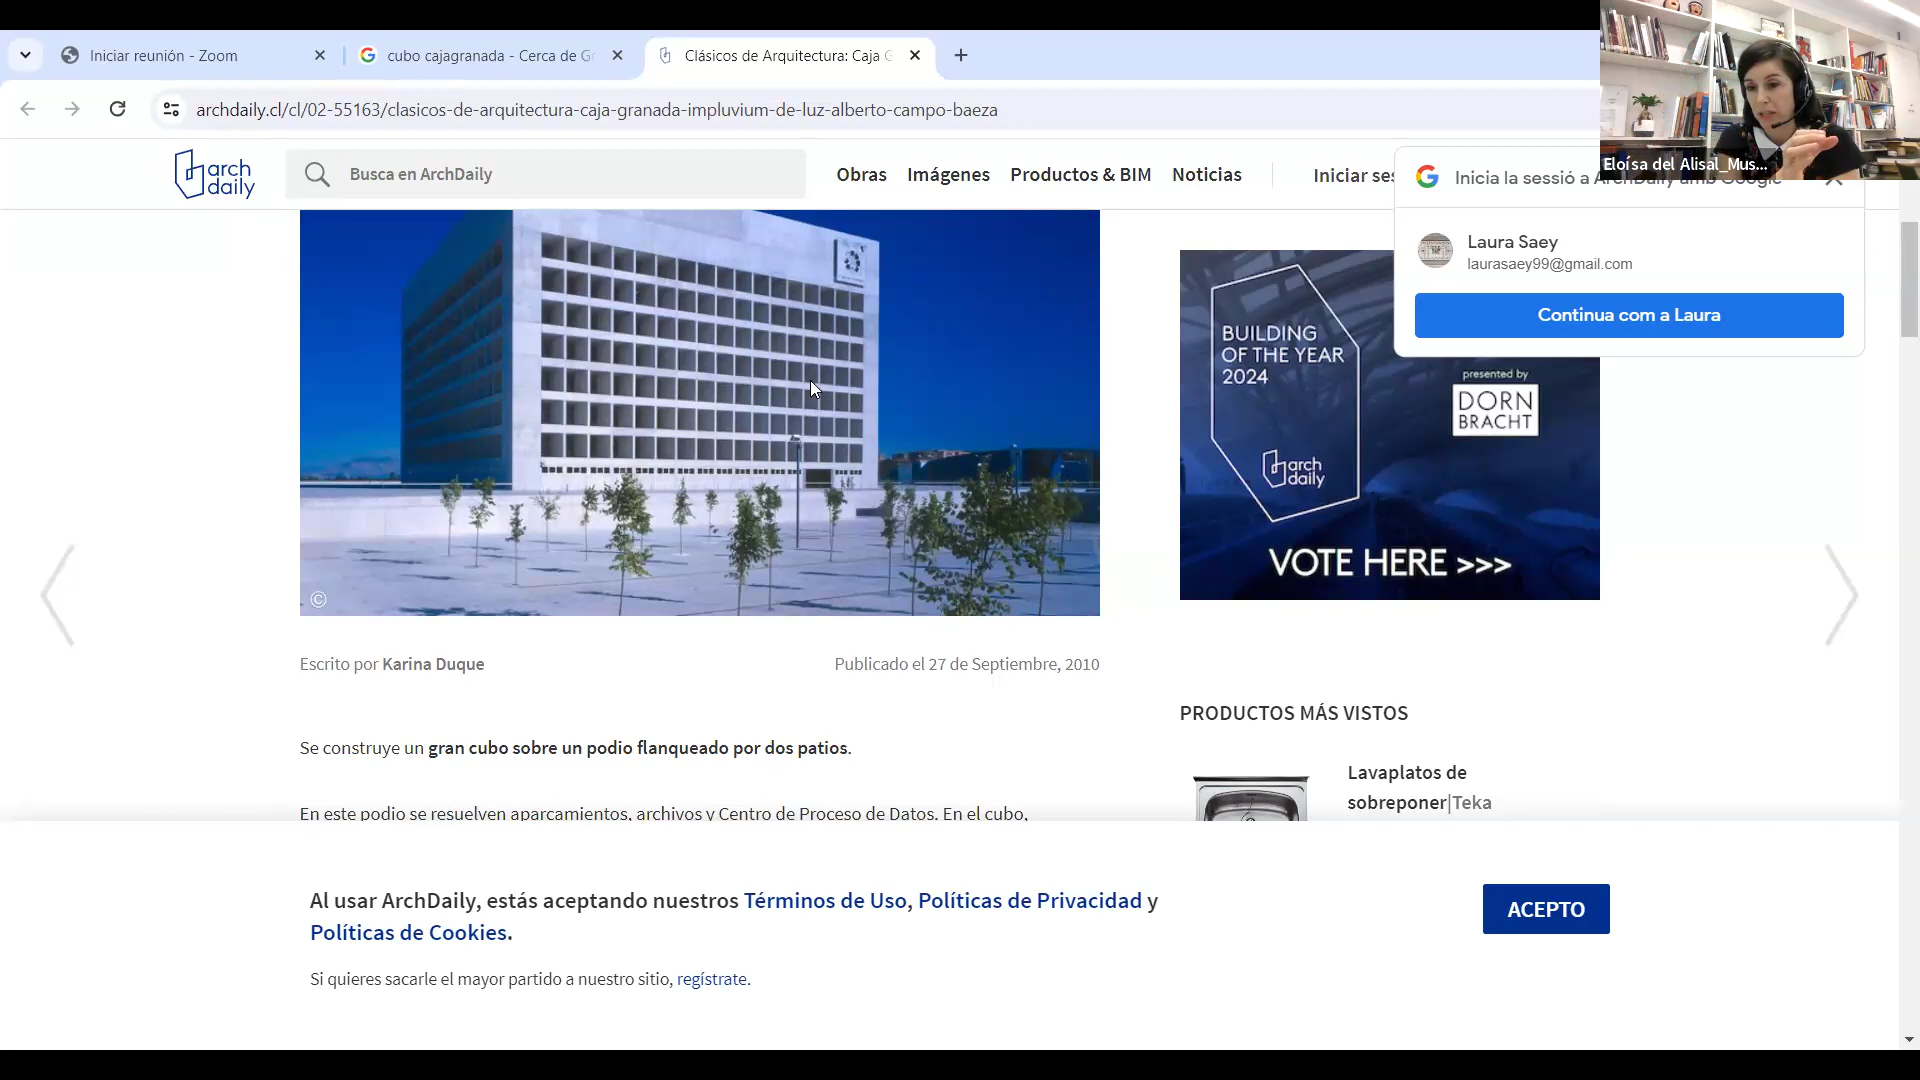 Iniciar reunión - Zoom
cubo cajagranada - Cerca de G
Clásicos de Arquitectura: Caja G
archdaily.cl/cl/02-55163/clasicos-de-arquitectura-caja-granada-impluvium-de-luz-alberto-campo-baeza
Eloísa del Alisal_Mus...
arch
daily
Busca en ArchDaily
Obras
Imágenes
Productos & BIM
Noticias
Iniciar ses
Inicia la sessió a ArchDaily amb Google
Laura Saey
laurasaey99@gmail.com
Continua com a Laura
BUILDING
OF THE YEAR
2024
presented by
DORN
BRACHT
arch
daily
VOTE HERE >>>
©
Escrito por Karina Duque
Publicado el 27 de Septiembre, 2010
Se construye un gran cubo sobre un podio flanqueado por dos patios.
En este podio se resuelven aparcamientos, archivos y Centro de Proceso de Datos. En el cubo,
PRODUCTOS MÁS VISTOS
Lavaplatos de
sobreponer|Teka
Al usar ArchDaily, estás aceptando nuestros Términos de Uso, Políticas de Privacidad y
Políticas de Cookies.
Si quieres sacarle el mayor partido a nuestro sitio, regístrate.
ACEPTO